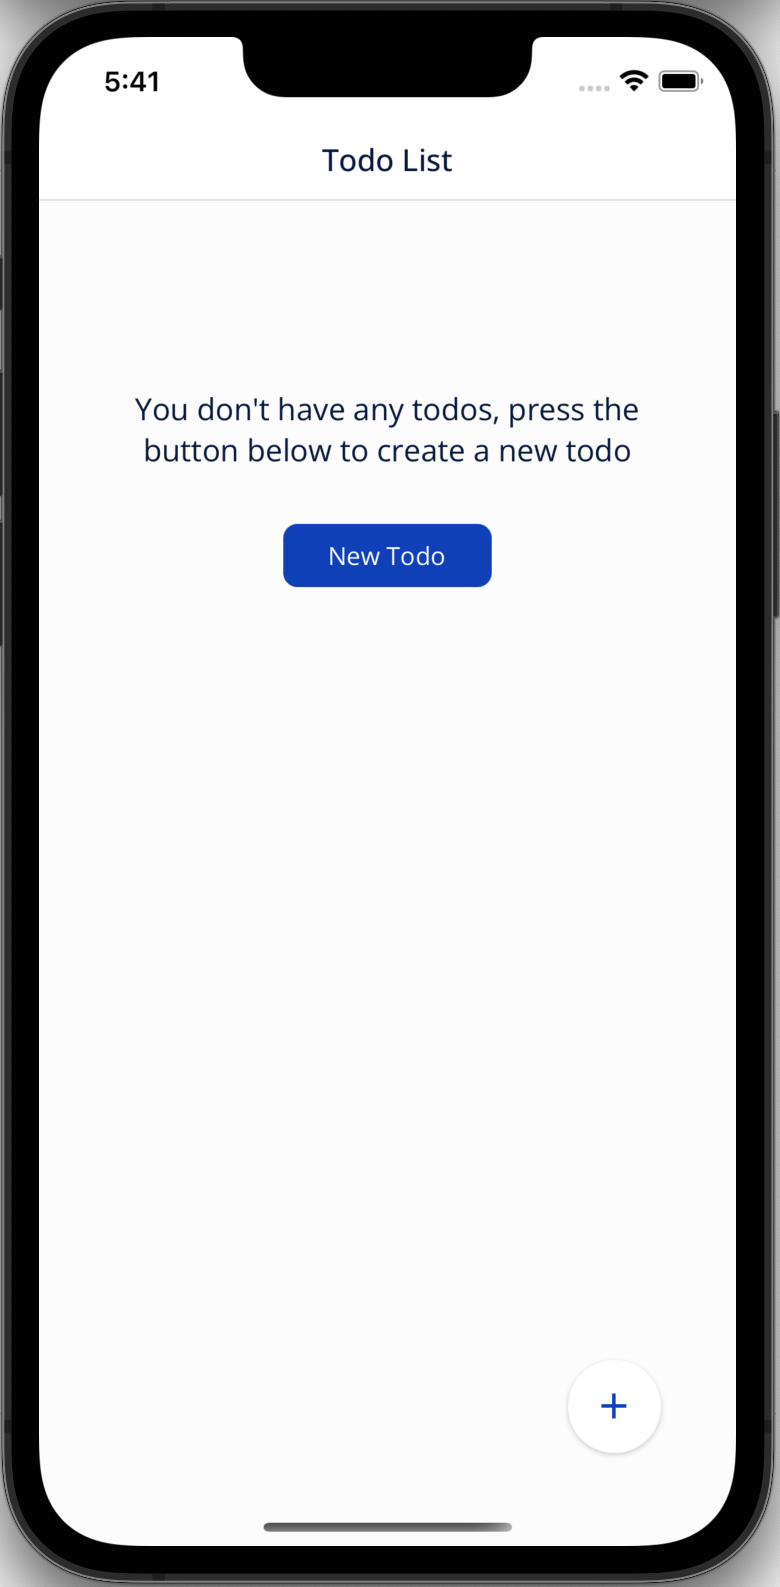 5:41
Todo List
You don't have any todos, press the
button below to create a new todo
New Todo
+